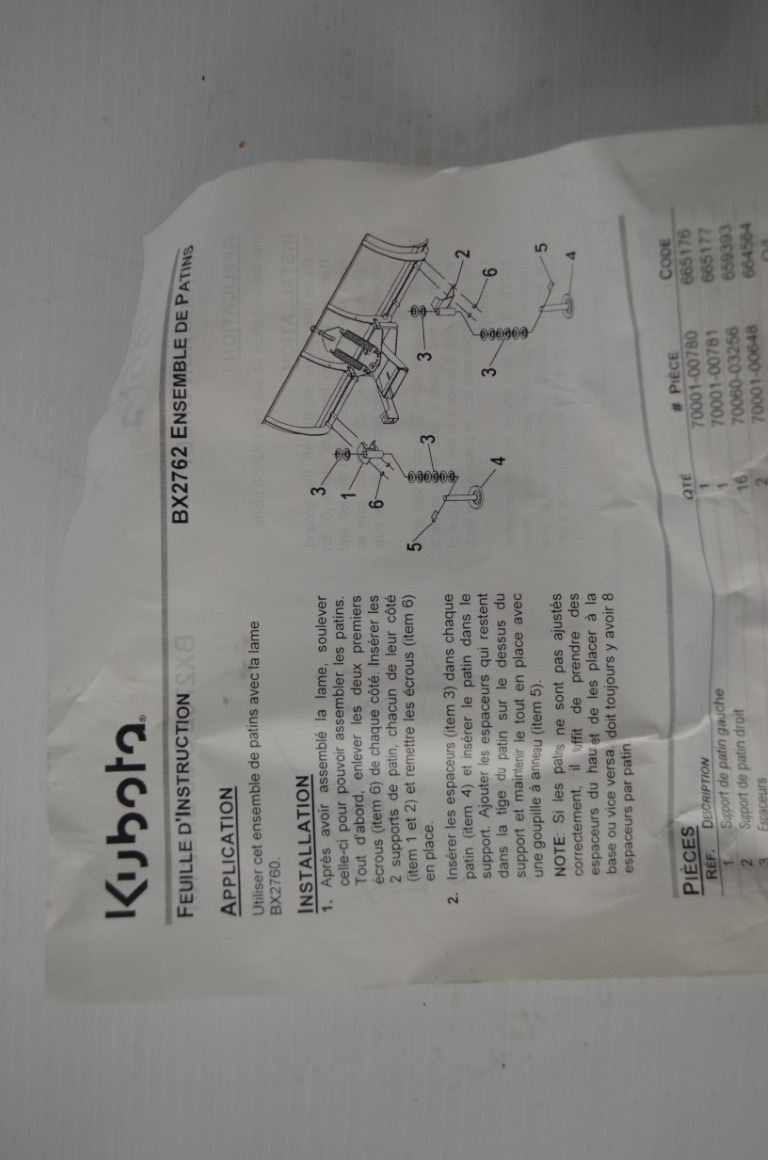 Kubota®
FEUILLE D'INSTRUCTION BX2762 ENSEMBLE DE PATINS
APPLICATION
Utiliser cet ensemble de patins avec la lame
BX2760.
INSTALLATION
1. Après avoir assemblé la lame, soulever
celle-ci pour pouvoir assembler les patins.
Tout d'abord, enlever les deux premiers
écrous (item 6) de chaque côté. Insérer les
2 supports de patin, chacun de leur côté
(item 1 et 2) et remettre les écrous (item 6)
en place.
2. Insérer les espaceurs (item 3) dans chaque
patin (item 4) et insérer le patin dans le
support. Ajouter les espaceurs qui restent
dans la tige du patin sur le dessus du
support et maintenir le tout en place avec
une goupille à anneau (item 5).
NOTE: Si les patins ne sont pas ajustés
correctement, il suffit de prendre des
espaceurs du haut et de les placer à la
base ou vice versa. doit toujours y avoir 8
espaceurs par patin
3
1
6
5
3
4
3
2
6
3
5
4
PIÈCES
RÉF. DESCRIPTION QTÉ # PIÈCE CODE
1 Support de patin gauche 1 70001-00780 665176
2 Support de patin droit 1 70001-00781 665177
3 Espaceurs 16 70060-03256 659393
2 70001-00648 664564